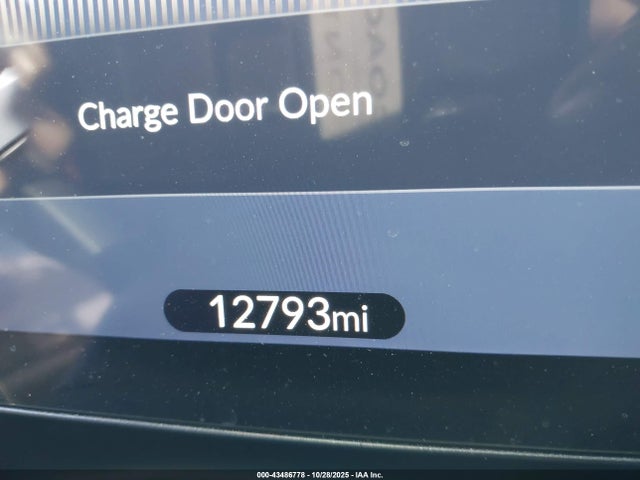 Charge Door Open
12793mi
000-43486778 - 10/28/2025 - IAA Inc.